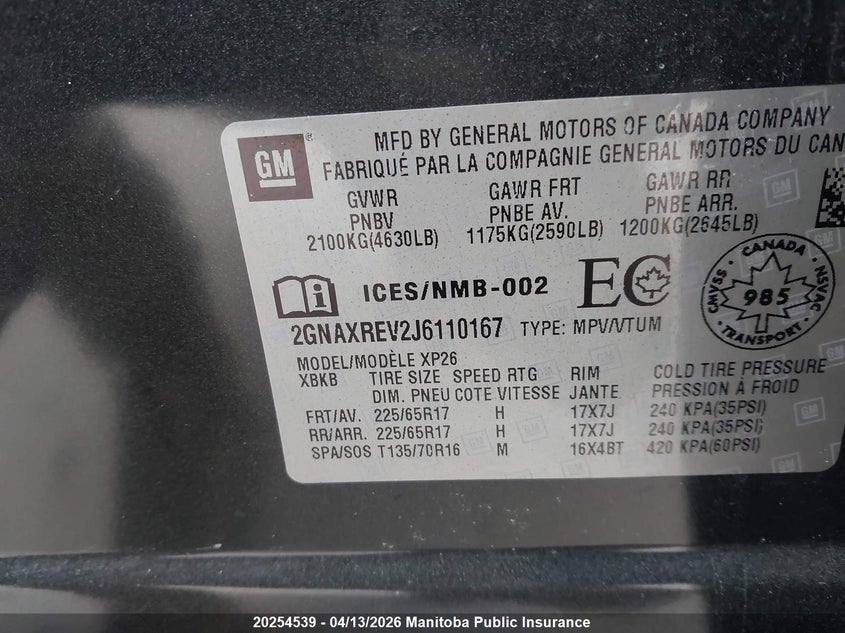 GM
MFD BY GENERAL MOTORS OF CANADA COMPANY
FABRIQUÉ PAR LA COMPAGNIE GENERAL MOTORS DU CAN
GVWR GAWR FRT GAWR RR
PNBV PNBE AV. PNBE ARR.
2100KG(4630LB) 1175KG(2590LB) 1200KG(2645LB)
ICES/NMB-002 EC
CANADA
CMVSS 985 NSVAC
TRANSPORT
2GNAXREV2J6110167 TYPE: MPV/VTUM
MODEL/MODÈLE XP26
XBKB TIRE SIZE SPEED RTG RIM COLD TIRE PRESSURE
DIM. PNEU COTE VITESSE JANTE PRESSION À FROID
FRT/AV. 225/65R17 H 17X7J 240 KPA(35PSI)
RR/ARR. 225/65R17 H 17X7J 240 KPA(35PSI)
SPA/SOS T135/70R16 M 16X4BT 420 KPA(60PSI)
20254539 - 04/13/2026 Manitoba Public Insurance